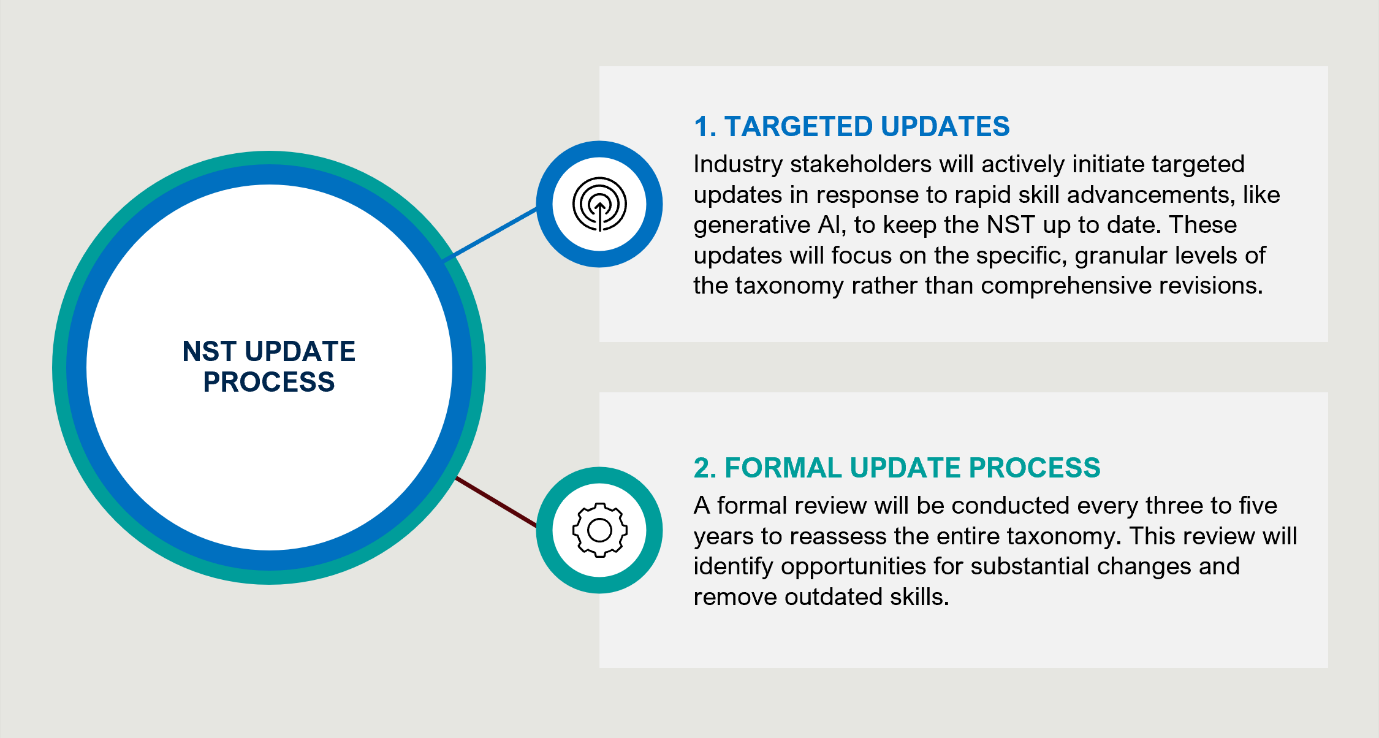 NST UPDATE
PROCESS
1. TARGETED UPDATES
Industry stakeholders will actively initiate targeted
updates in response to rapid skill advancements, like
generative AI, to keep the NST up to date. These
updates will focus on the specific, granular levels of
the taxonomy rather than comprehensive revisions.
2. FORMAL UPDATE PROCESS
A formal review will be conducted every three to five
years to reassess the entire taxonomy. This review will
identify opportunities for substantial changes and
remove outdated skills.